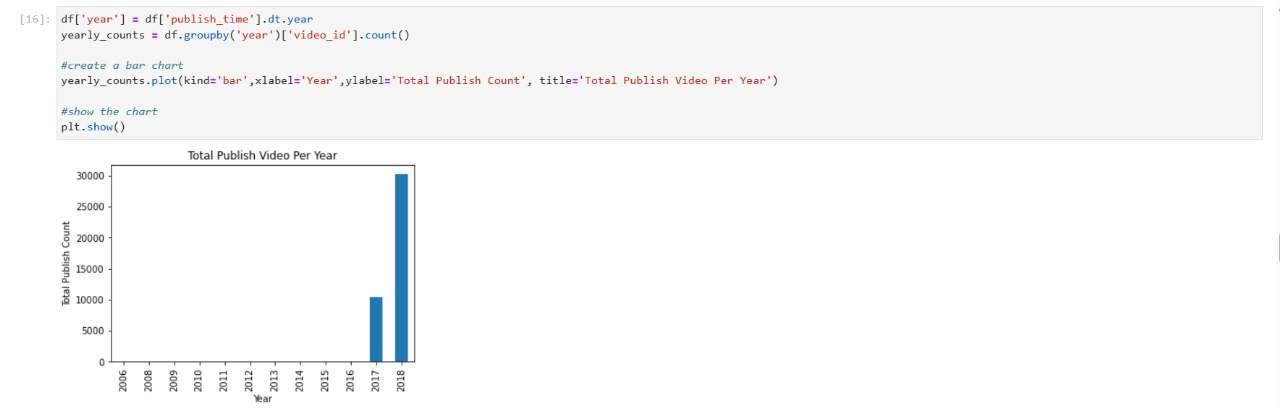 [16]: df['year'] = df['publish_time'].dt.year
yearly_counts = df.groupby('year')['video_id'].count()
#create a bar chart
yearly_counts.plot(kind='bar',xlabel='Year',ylabel='Total Publish Count', title='Total Publish Video Per Year')
#show the chart
plt.show()
Total Publish Video Per Year
30000
25000
20000
15000
10000
5000
0
Total Publish Count
2006 2008 2009 2010 2011 2012 2013 2014 2015 2016 2017 2018
Year